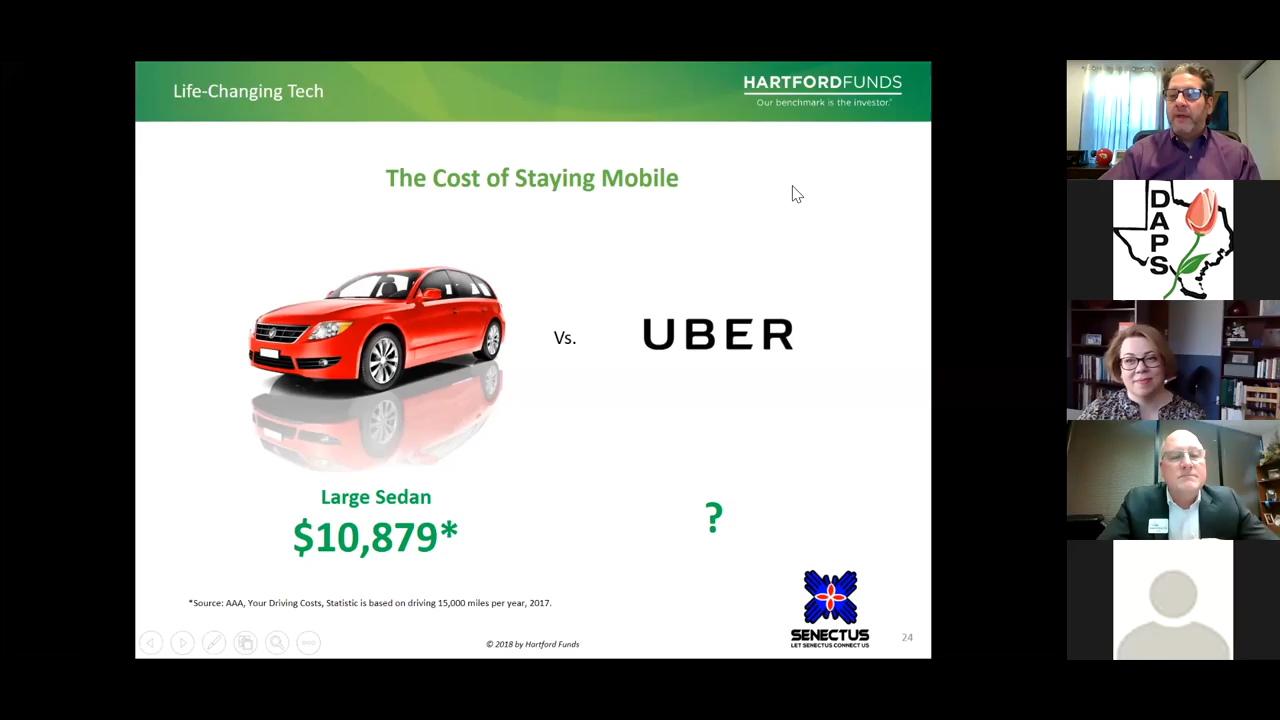 Life-Changing Tech
HARTFORDFUNDS
Our benchmark is the investor.®
The Cost of Staying Mobile
Vs.
UBER
Large Sedan
$10,879*
?
*Source: AAA, Your Driving Costs, Statistic is based on driving 15,000 miles per year, 2017.
© 2018 by Hartford Funds
SENECTUS
LET SENECTUS CONNECT US
24
DAPS